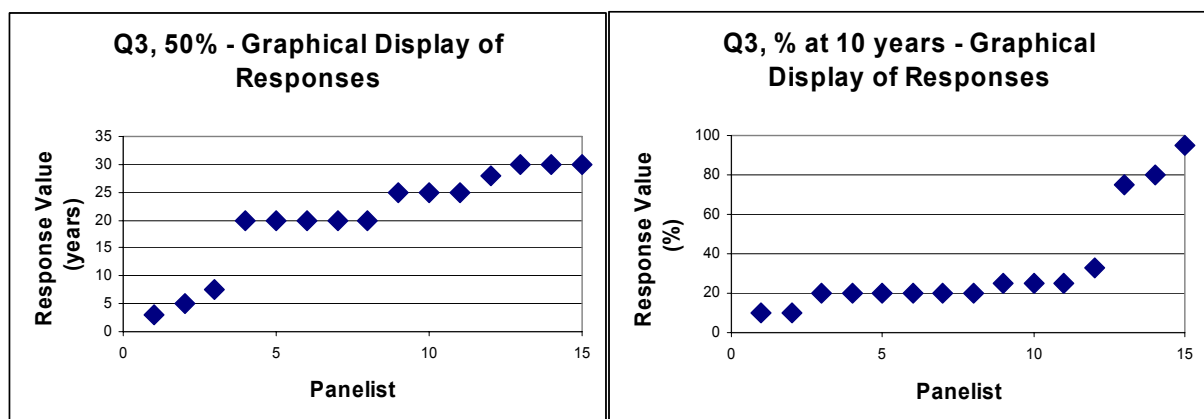 Q3, 50% - Graphical Display of
Responses
Response Value
(years)
35
30
25
20
15
10
5
0
0 5 10 15
Panelist
Q3, % at 10 years - Graphical
Display of Responses
Response Value
(%)
100
80
60
40
20
0
0 5 10 15
Panelist